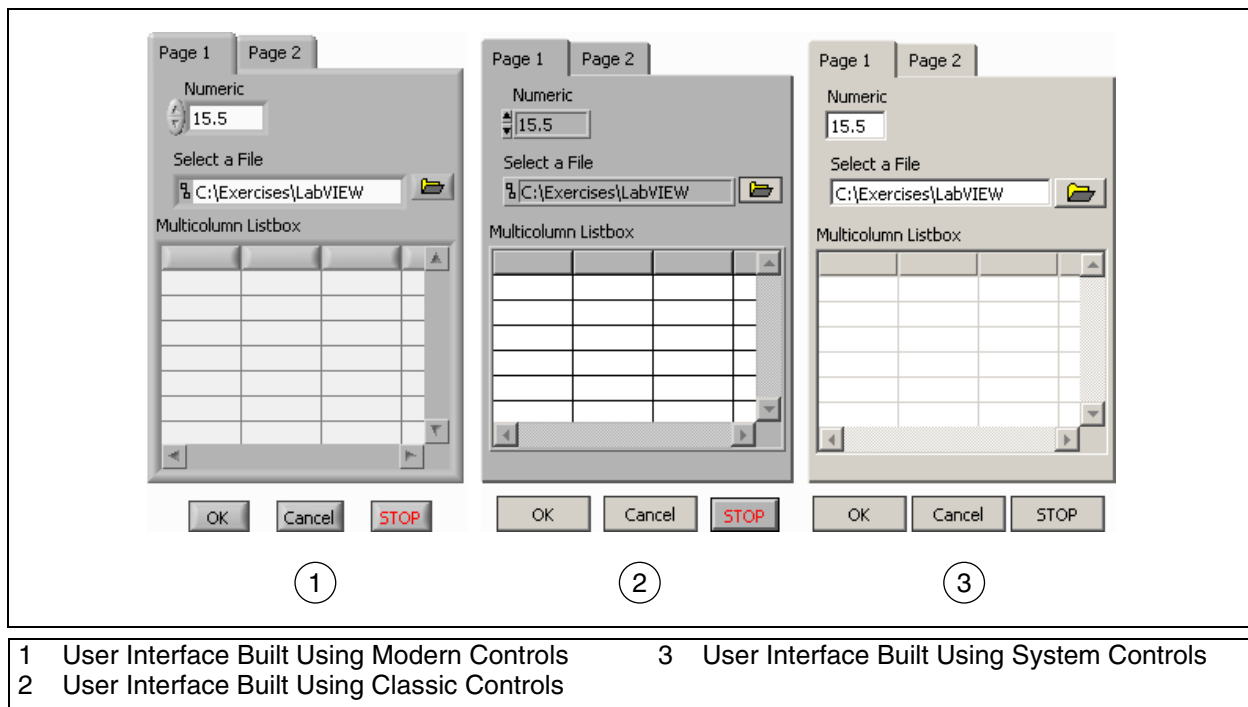 Page 1 Page 2
Numeric
15.5
Select a File
C:\Exercises\LabVIEW
Multicolumn Listbox
OK Cancel STOP
1
Page 1 Page 2
Numeric
15.5
Select a File
C:\Exercises\LabVIEW
Multicolumn Listbox
OK Cancel STOP
2
Page 1 Page 2
Numeric
15.5
Select a File
C:\Exercises\LabVIEW
Multicolumn Listbox
OK Cancel STOP
3
1 User Interface Built Using Modern Controls
2 User Interface Built Using Classic Controls
3 User Interface Built Using System Controls